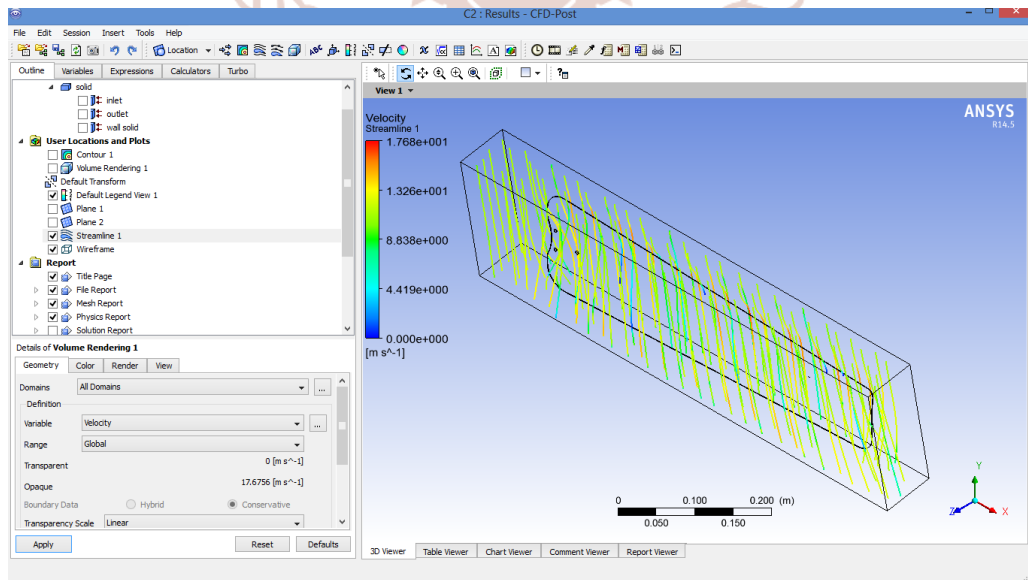 C2 : Results - CFD-Post
File Edit Session Insert Tools Help
Location
Outline Variables Expressions Calculators Turbo
solid
inlet
outlet
wall solid
User Locations and Plots
Contour 1
Volume Rendering 1
Default Transform
Default Legend View 1
Plane 1
Plane 2
Streamline 1
Wireframe
Report
Title Page
File Report
Mesh Report
Physics Report
Solution Report
Details of Volume Rendering 1
Geometry Color Render View
Domains All Domains ...
Definition
Variable Velocity ...
Range Global
Transparent 0 [m s^-1]
Opaque 17.6756 [m s^-1]
Boundary Data Hybrid Conservative
Transparency Scale Linear
Apply Reset Defaults
View 1
Velocity
Streamline 1
1.768e+001
1.326e+001
8.838e+000
4.419e+000
0.000e+000
[m s^-1]
ANSYS
R14.5
0 0.100 0.200 (m)
0.050 0.150
Y
Z X
3D Viewer Table Viewer Chart Viewer Comment Viewer Report Viewer